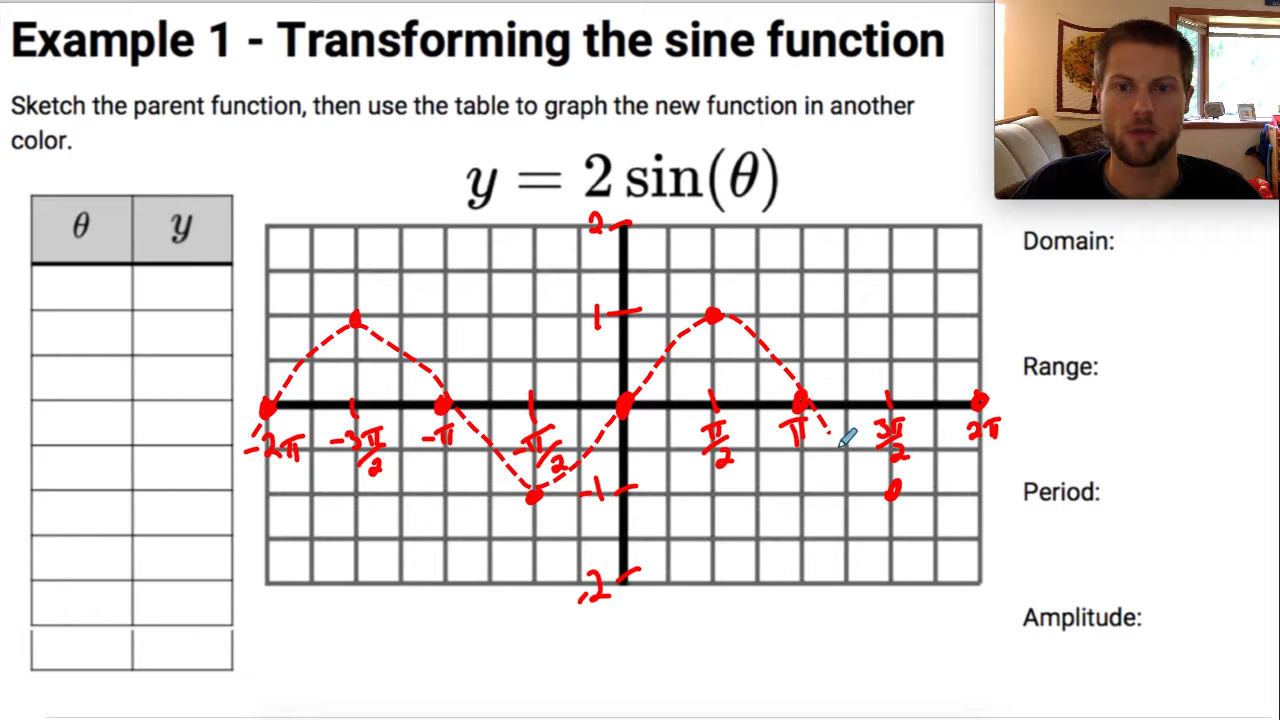 Example 1 - Transforming the sine function
Sketch the parent function, then use the table to graph the new function in another
color.
y = 2 sin(θ)
θ y
2
1
-2π -3π/2 -π -π/2 π/2 π 3π/2 2π
-1
-2
Domain:
Range:
Period:
Amplitude: